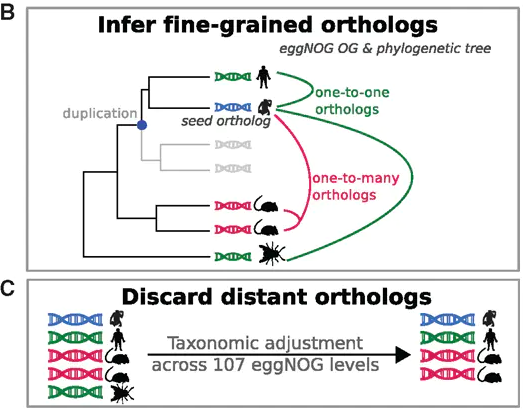 B
Infer fine-grained orthologs
eggNOG OG & phylogenetic tree
duplication
seed ortholog
one-to-one
orthologs
one-to-many
orthologs
C
Discard distant orthologs
Taxonomic adjustment
across 107 eggNOG levels